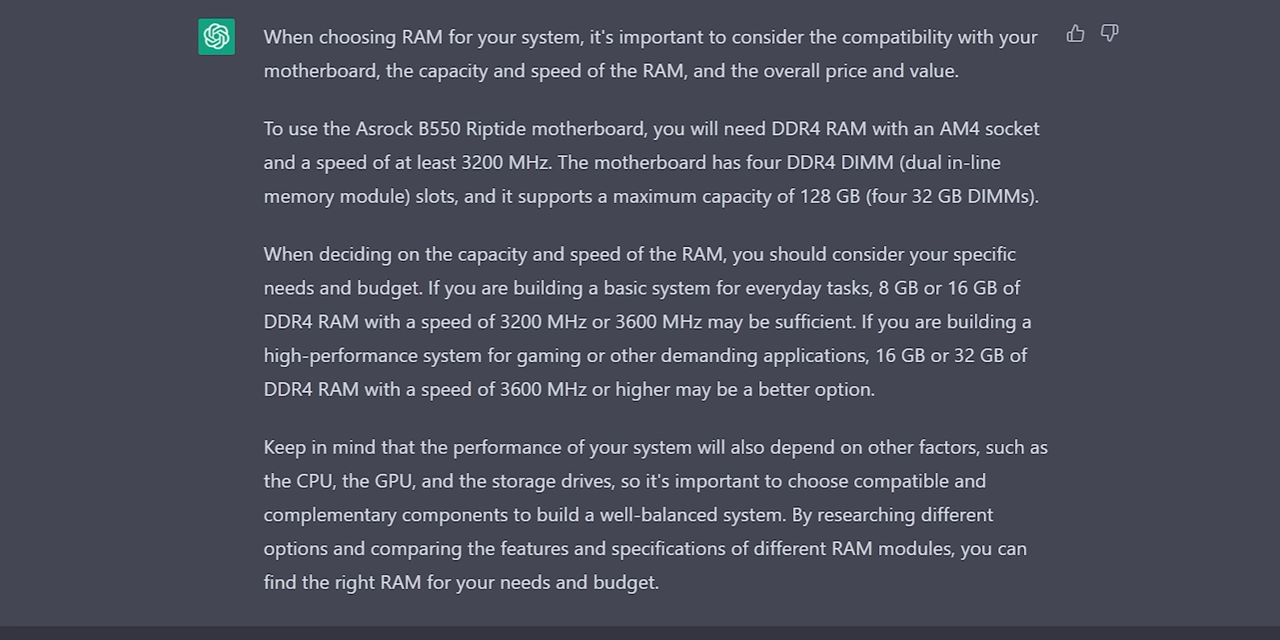 When choosing RAM for your system, it's important to consider the compatibility with your
motherboard, the capacity and speed of the RAM, and the overall price and value.
To use the Asrock B550 Riptide motherboard, you will need DDR4 RAM with an AM4 socket
and a speed of at least 3200 MHz. The motherboard has four DDR4 DIMM (dual in-line
memory module) slots, and it supports a maximum capacity of 128 GB (four 32 GB DIMMs).
When deciding on the capacity and speed of the RAM, you should consider your specific
needs and budget. If you are building a basic system for everyday tasks, 8 GB or 16 GB of
DDR4 RAM with a speed of 3200 MHz or 3600 MHz may be sufficient. If you are building a
high-performance system for gaming or other demanding applications, 16 GB or 32 GB of
DDR4 RAM with a speed of 3600 MHz or higher may be a better option.
Keep in mind that the performance of your system will also depend on other factors, such as
the CPU, the GPU, and the storage drives, so it's important to choose compatible and
complementary components to build a well-balanced system. By researching different
options and comparing the features and specifications of different RAM modules, you can
find the right RAM for your needs and budget.